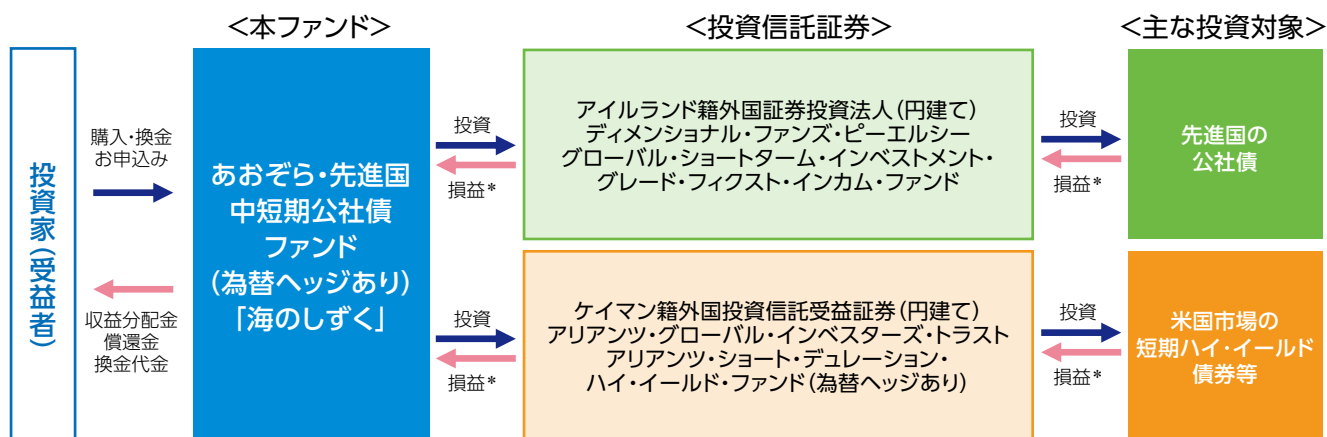 <本ファンド>
<投資信託証券>
<主な投資対象>
投資家(受益者)
購入・換金
お申込み
収益分配金
償還金
換金代金
あおぞら・先進国
中短期公社債
ファンド
(為替ヘッジあり)
「海のしずく」
投資
損益*
アイルランド籍外国証券投資法人(円建て)
ディメンショナル・ファンズ・ピーエルシー
グローバル・ショートターム・インベストメント・
グレード・フィクスト・インカム・ファンド
投資
損益*
先進国の
公社債
投資
損益*
ケイマン籍外国投資信託受益証券(円建て)
アリアンツ・グローバル・インベスターズ・トラスト
アリアンツ・ショート・デュレーション・
ハイ・イールド・ファンド(為替ヘッジあり)
投資
損益*
米国市場の
短期ハイ・イールド
債券等